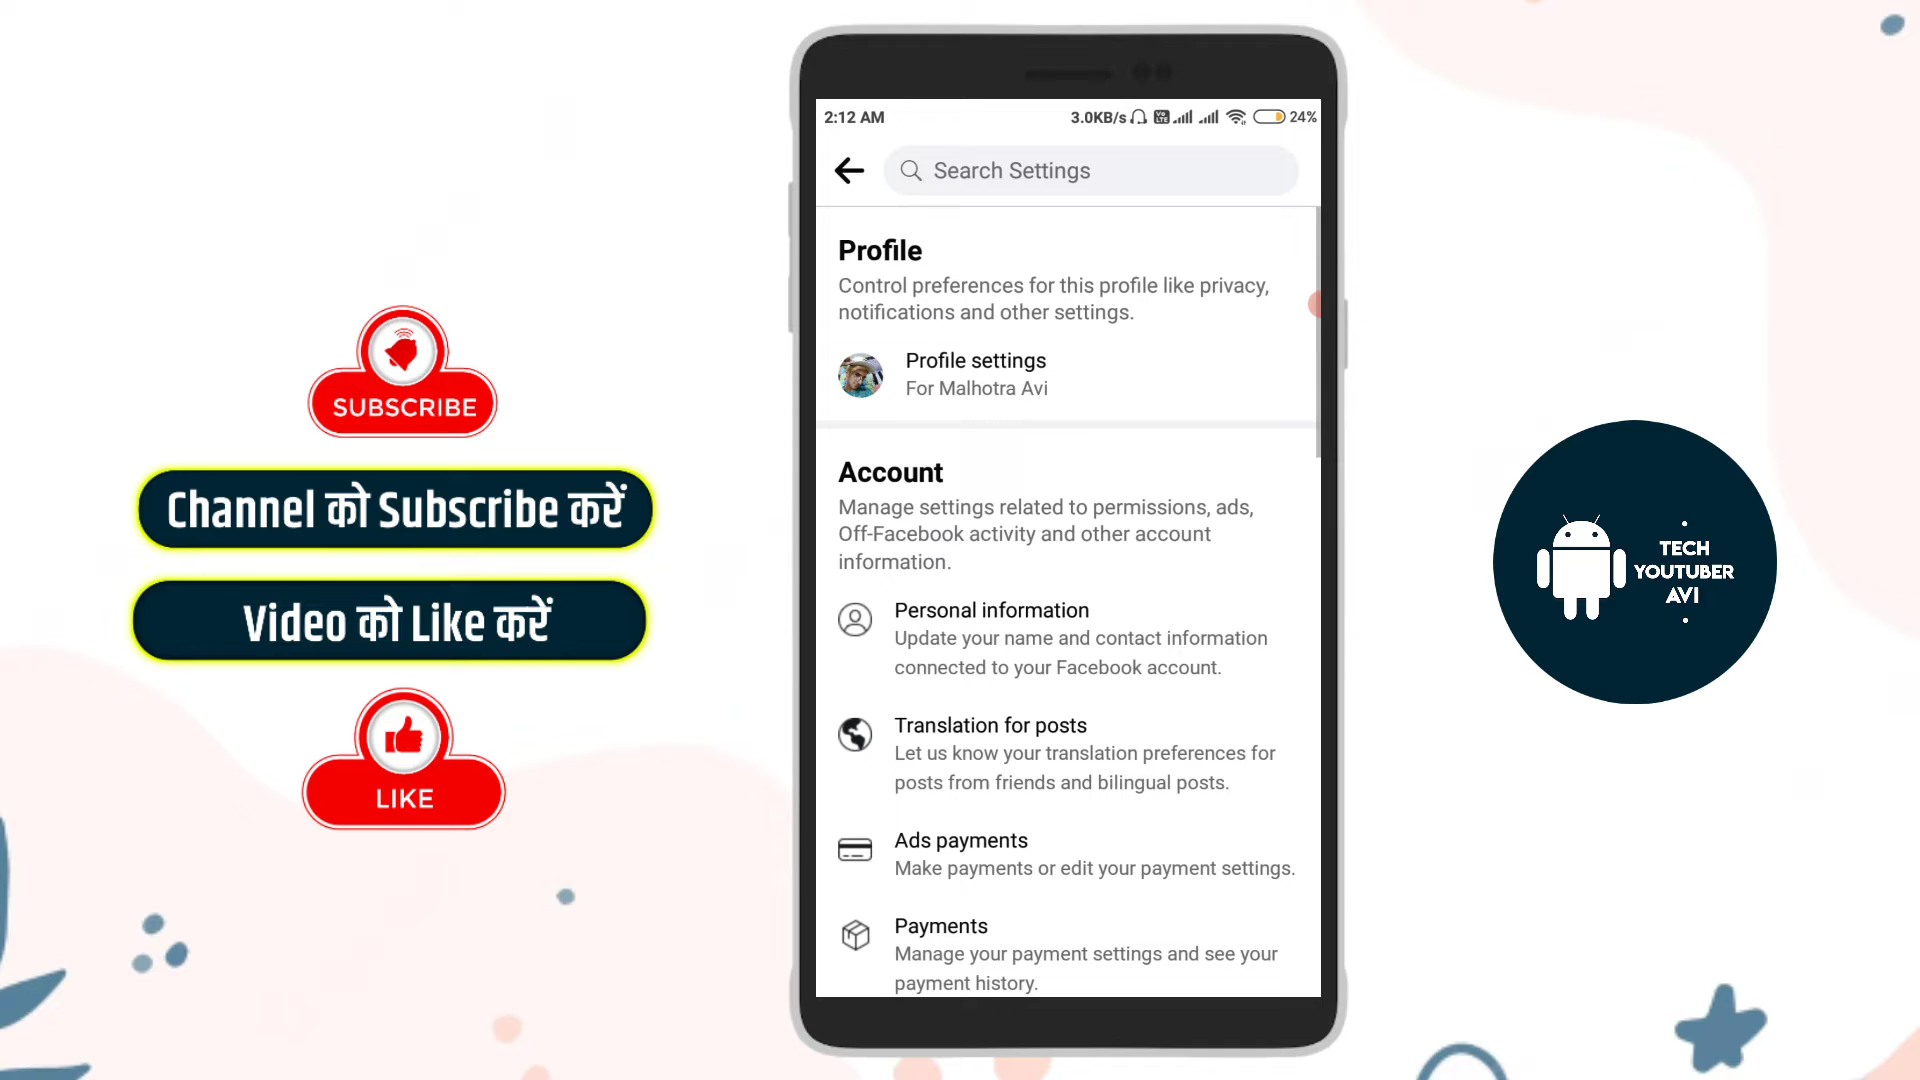 SUBSCRIBE
Channel को Subscribe करें
Video को Like करें
LIKE
2:12 AM
3.0KB/s
Vo
LTE
24%
Search Settings
Profile
Control preferences for this profile like privacy,
notifications and other settings.
Profile settings
For Malhotra Avi
Account
Manage settings related to permissions, ads,
Off-Facebook activity and other account
information.
Personal information
Update your name and contact information
connected to your Facebook account.
Translation for posts
Let us know your translation preferences for
posts from friends and bilingual posts.
Ads payments
Make payments or edit your payment settings.
Payments
Manage your payment settings and see your
payment history.
TECH
YOUTUBER
AVI